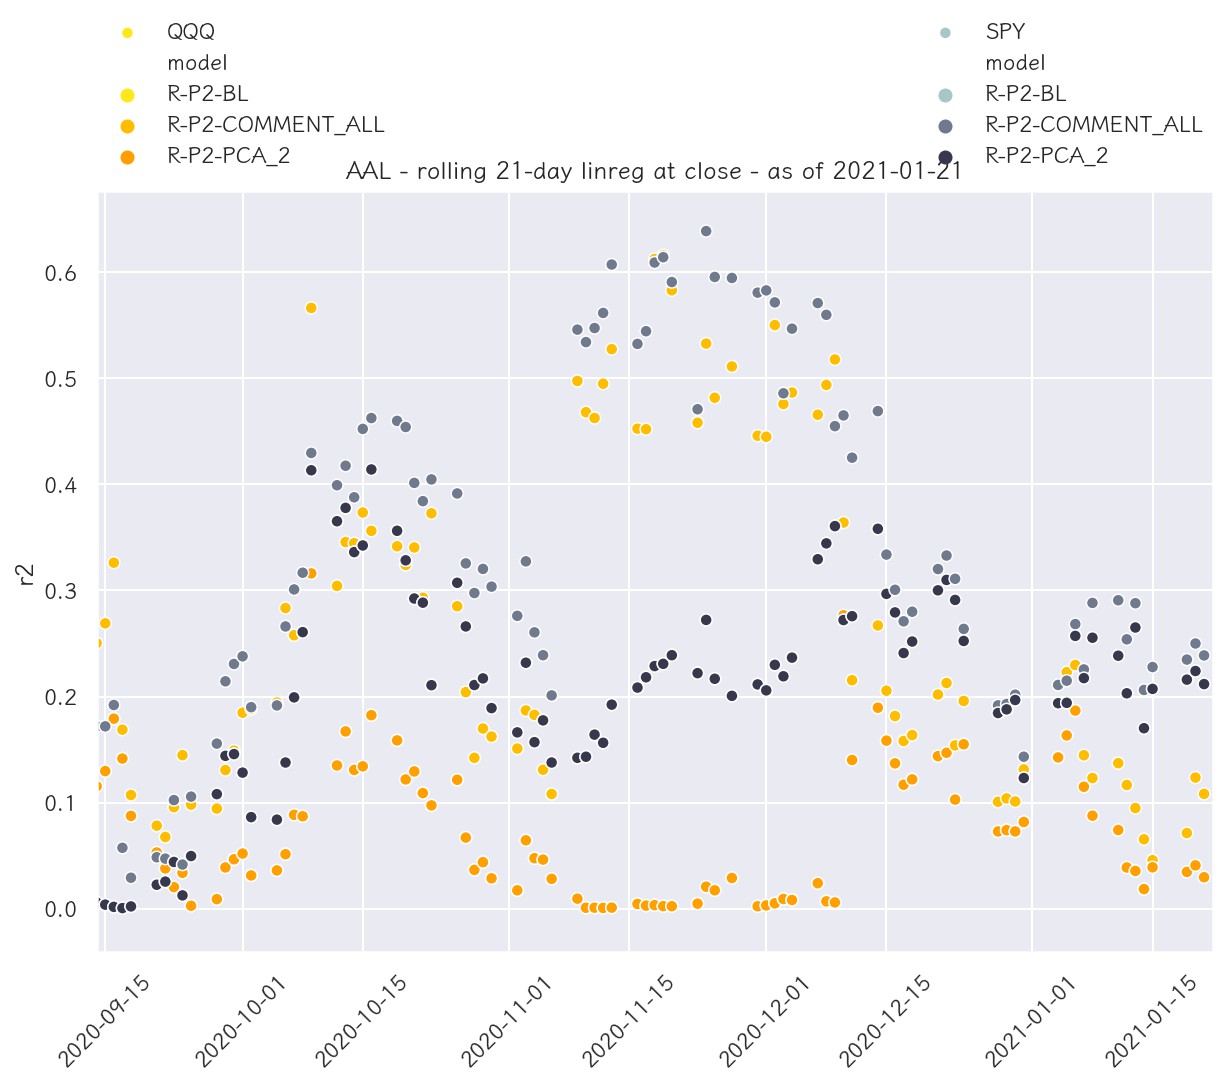 QQQ
model
R-P2-BL
R-P2-COMMENT_ALL
R-P2-PCA_2
SPY
model
R-P2-BL
R-P2-COMMENT_ALL
R-P2-PCA_2
AAL - rolling 21-day linreg at close - as of 2021-01-21
r2
0.6
0.5
0.4
0.3
0.2
0.1
0.0
2020-09-15
2020-10-01
2020-10-15
2020-11-01
2020-11-15
2020-12-01
2020-12-15
2021-01-01
2021-01-15